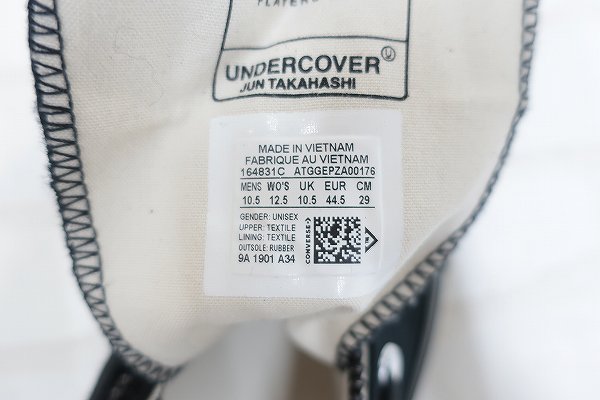 UNDERCOVER U
JUN TAKAHASHI
MADE IN VIETNAM
FABRIQUE AU VIETNAM
164831C ATGGEPZA00176
MENS WO'S UK EUR CM
10.5 12.5 10.5 44.5 29
GENDER: UNISEX
UPPER: TEXTILE
LINING: TEXTILE
OUTSOLE: RUBBER
9A 1901 A34
CONVERSE